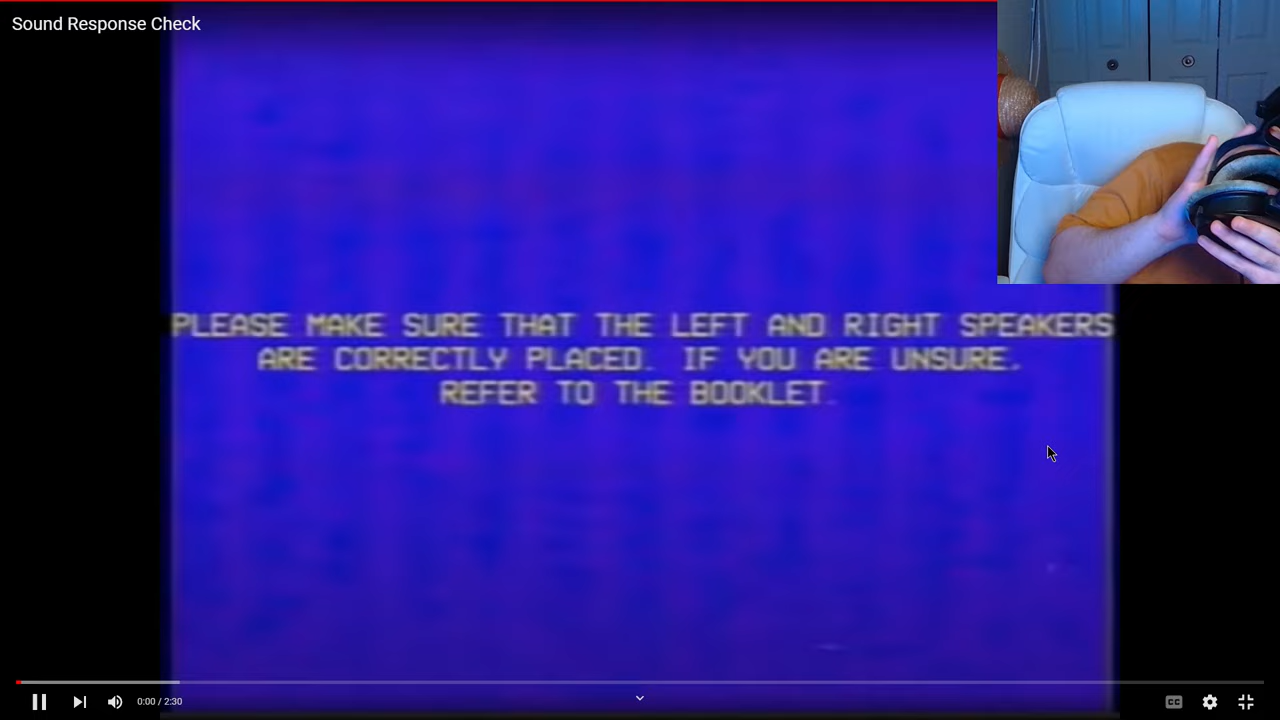 Sound Response Check
PLEASE MAKE SURE THAT THE LEFT AND RIGHT SPEAKERS
ARE CORRECTLY PLACED. IF YOU ARE UNSURE,
REFER TO THE BOOKLET.
0:00 / 2:30
CC